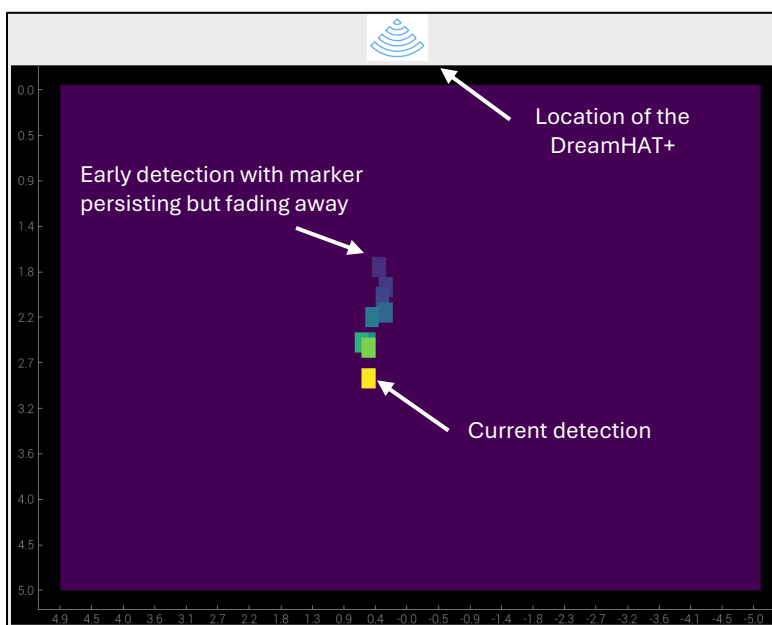 Location of the
DreamHAT+
0.0
0.5
Early detection with marker
0.9
persisting but fading away
1.4
1.8
2.2
2.7
Current detection
3.2
3.6
4.0
4.5
5.0
4.9 4.5 4.0 3.6 3.1 2.7 2.2 1.8 1.3 0.9 0.4 -0.0 -0.5 -0.9 -1.4 -1.8 -2.3 -2.7 -3.2 -3.6 -4.1 -4.5 -5.0